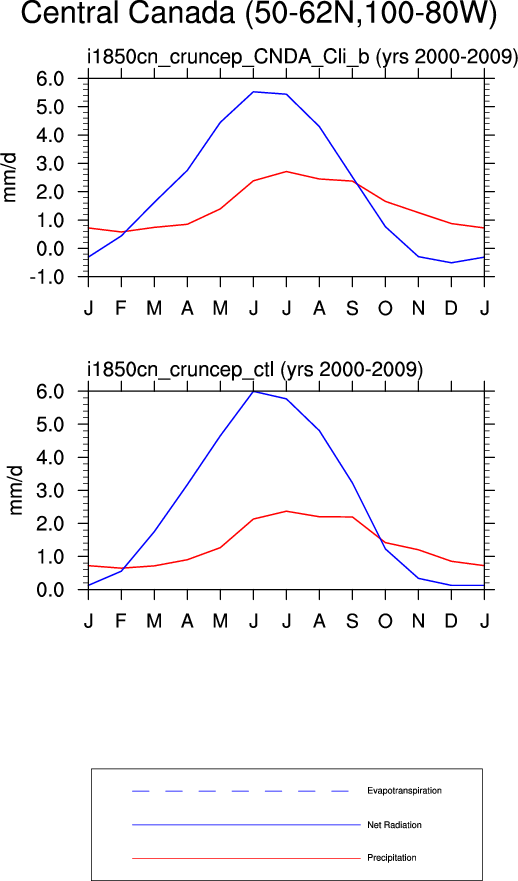 Central Canada (50-62N,100-80W)
i1850cn_cruncep_CNDA_Cli_b (yrs 2000-2009)
6.0
5.0
4.0
3.0
2.0
1.0
0.0
-1.0
mm/d
J F M A M J J A S O N D J
i1850cn_cruncep_ctl (yrs 2000-2009)
6.0
5.0
4.0
3.0
2.0
1.0
0.0
mm/d
J F M A M J J A S O N D J
Evapotranspiration
Net Radiation
Precipitation